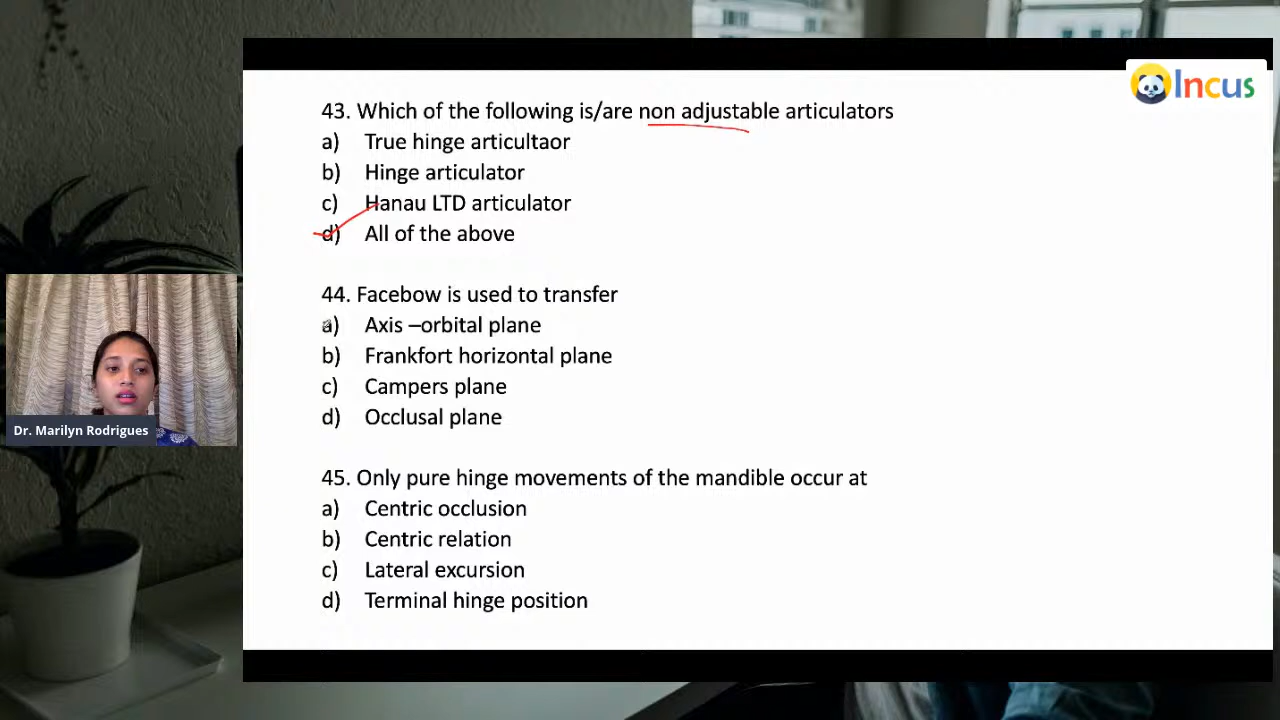 Incus
43. Which of the following is/are non adjustable articulators
a) True hinge articultaor
b) Hinge articulator
c) Hanau LTD articulator
d) All of the above
44. Facebow is used to transfer
a) Axis –orbital plane
b) Frankfort horizontal plane
c) Campers plane
d) Occlusal plane
Dr. Marilyn Rodrigues
45. Only pure hinge movements of the mandible occur at
a) Centric occlusion
b) Centric relation
c) Lateral excursion
d) Terminal hinge position